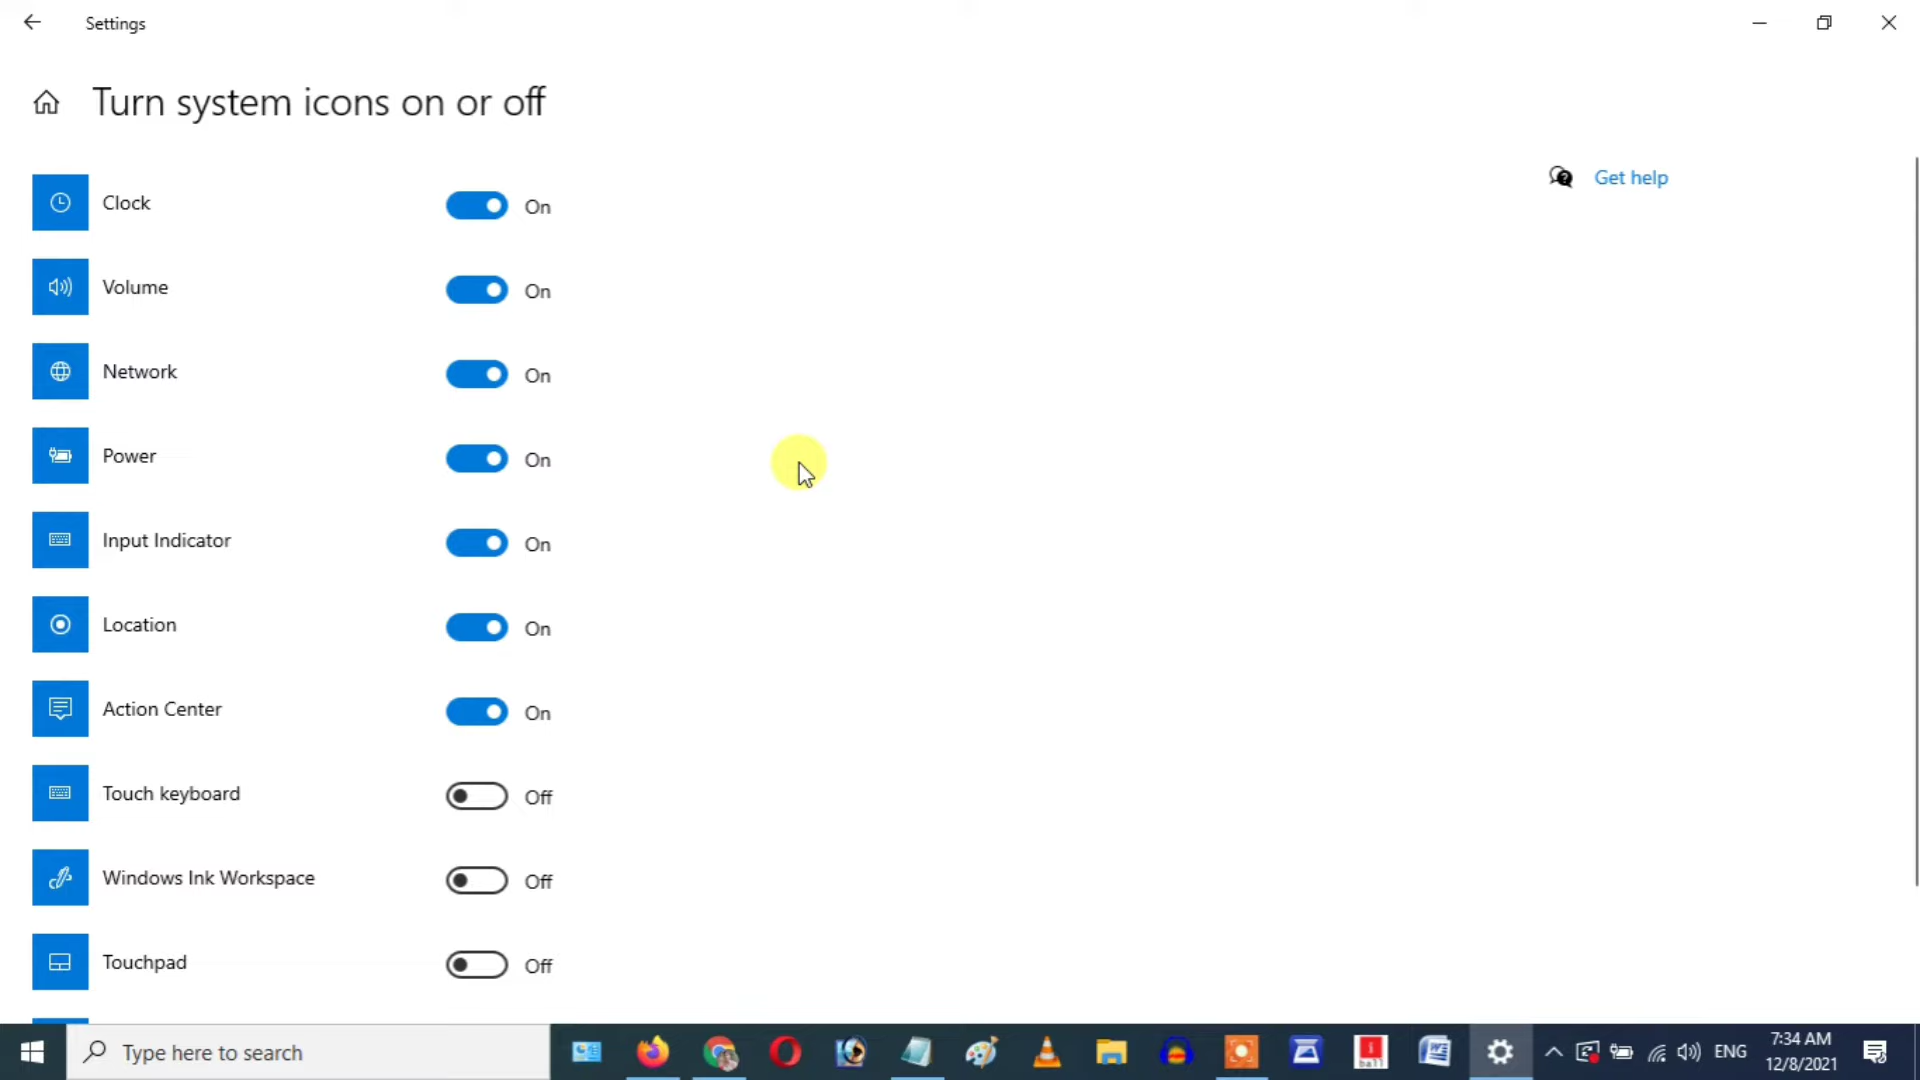 Settings
Turn system icons on or off
Get help
Clock On
Volume On
Network On
Power On
Input Indicator On
Location On
Action Center On
Touch keyboard Off
Windows Ink Workspace Off
Touchpad Off
Type here to search
i
ball
ENG
7:34 AM
12/8/2021